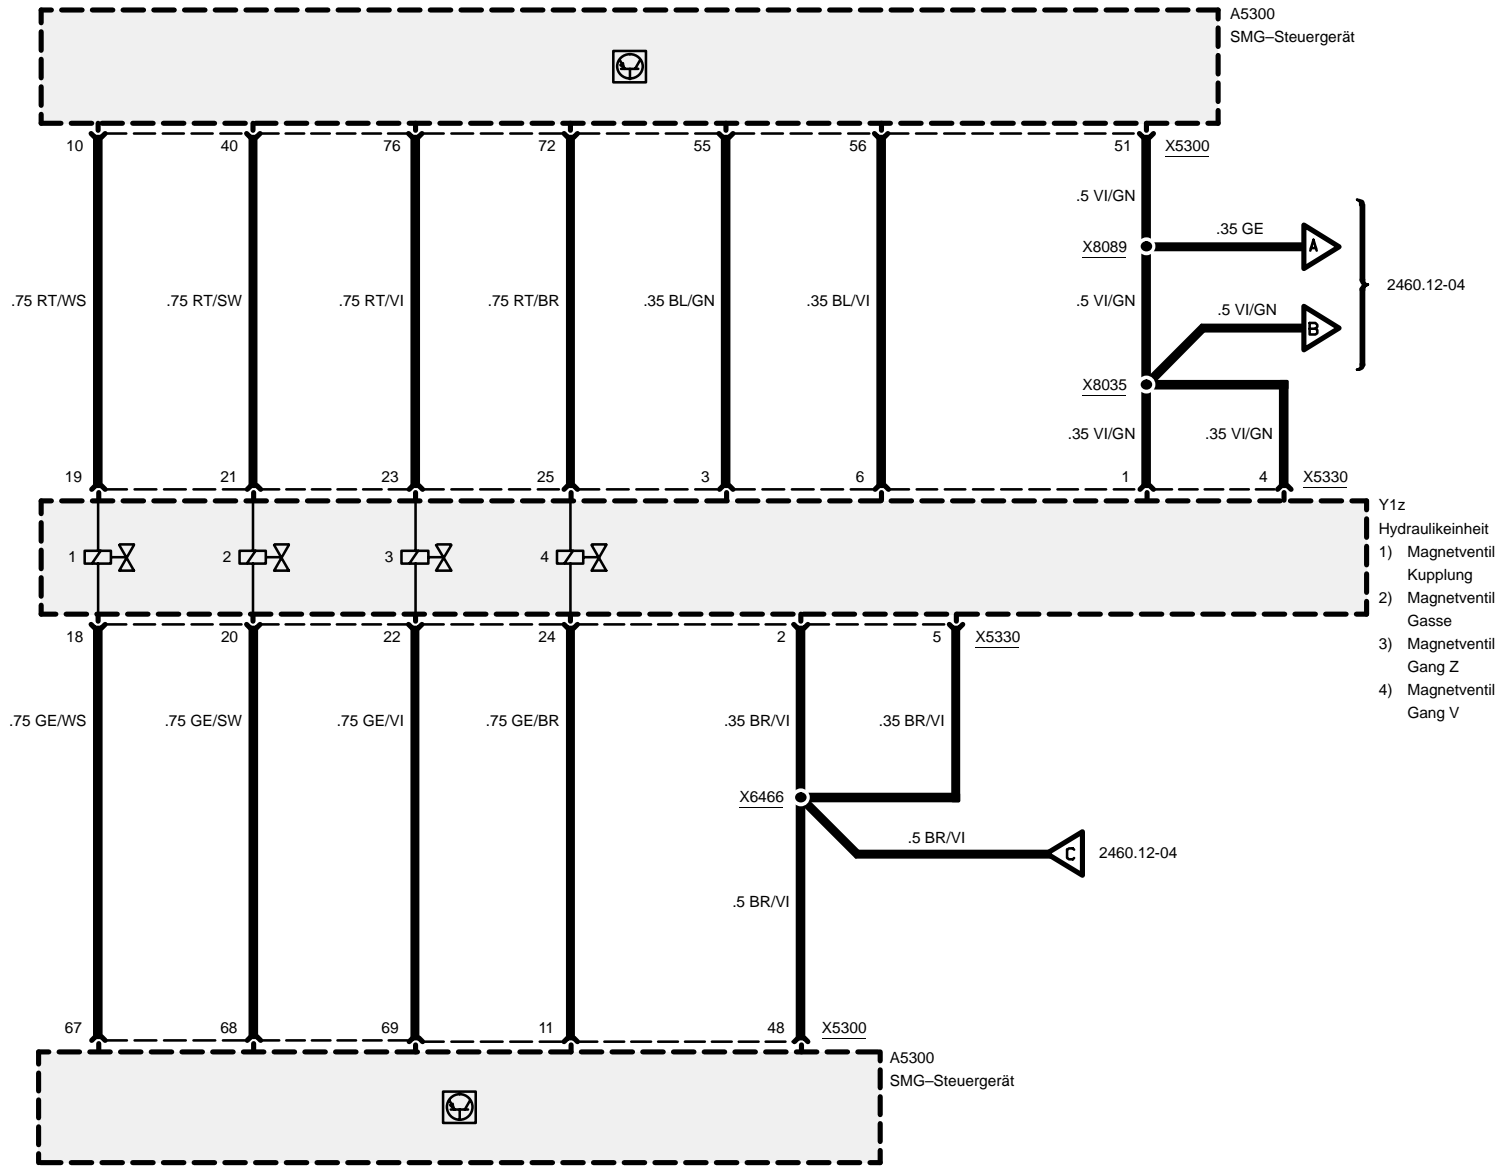 A5300
SMG–Steuergerät
10 40 76 72 55 56 51 X5300
.5 VI/GN
.35 GE
A
X8089
2460.12-04
.75 RT/WS .75 RT/SW .75 RT/VI .75 RT/BR .35 BL/GN .35 BL/VI .5 VI/GN
.5 VI/GN
B
X8035
.35 VI/GN .35 VI/GN
19 21 23 25 3 6 1 4 X5330
Y1z
Hydraulikeinheit
1) Magnetventil
Kupplung
2) Magnetventil
Gasse
3) Magnetventil
Gang Z
4) Magnetventil
Gang V
1 2 3 4
18 20 22 24 2 5 X5330
.75 GE/WS .75 GE/SW .75 GE/VI .75 GE/BR .35 BR/VI .35 BR/VI
X6466
.5 BR/VI
C
2460.12-04
.5 BR/VI
67 68 69 11 48 X5300
A5300
SMG–Steuergerät